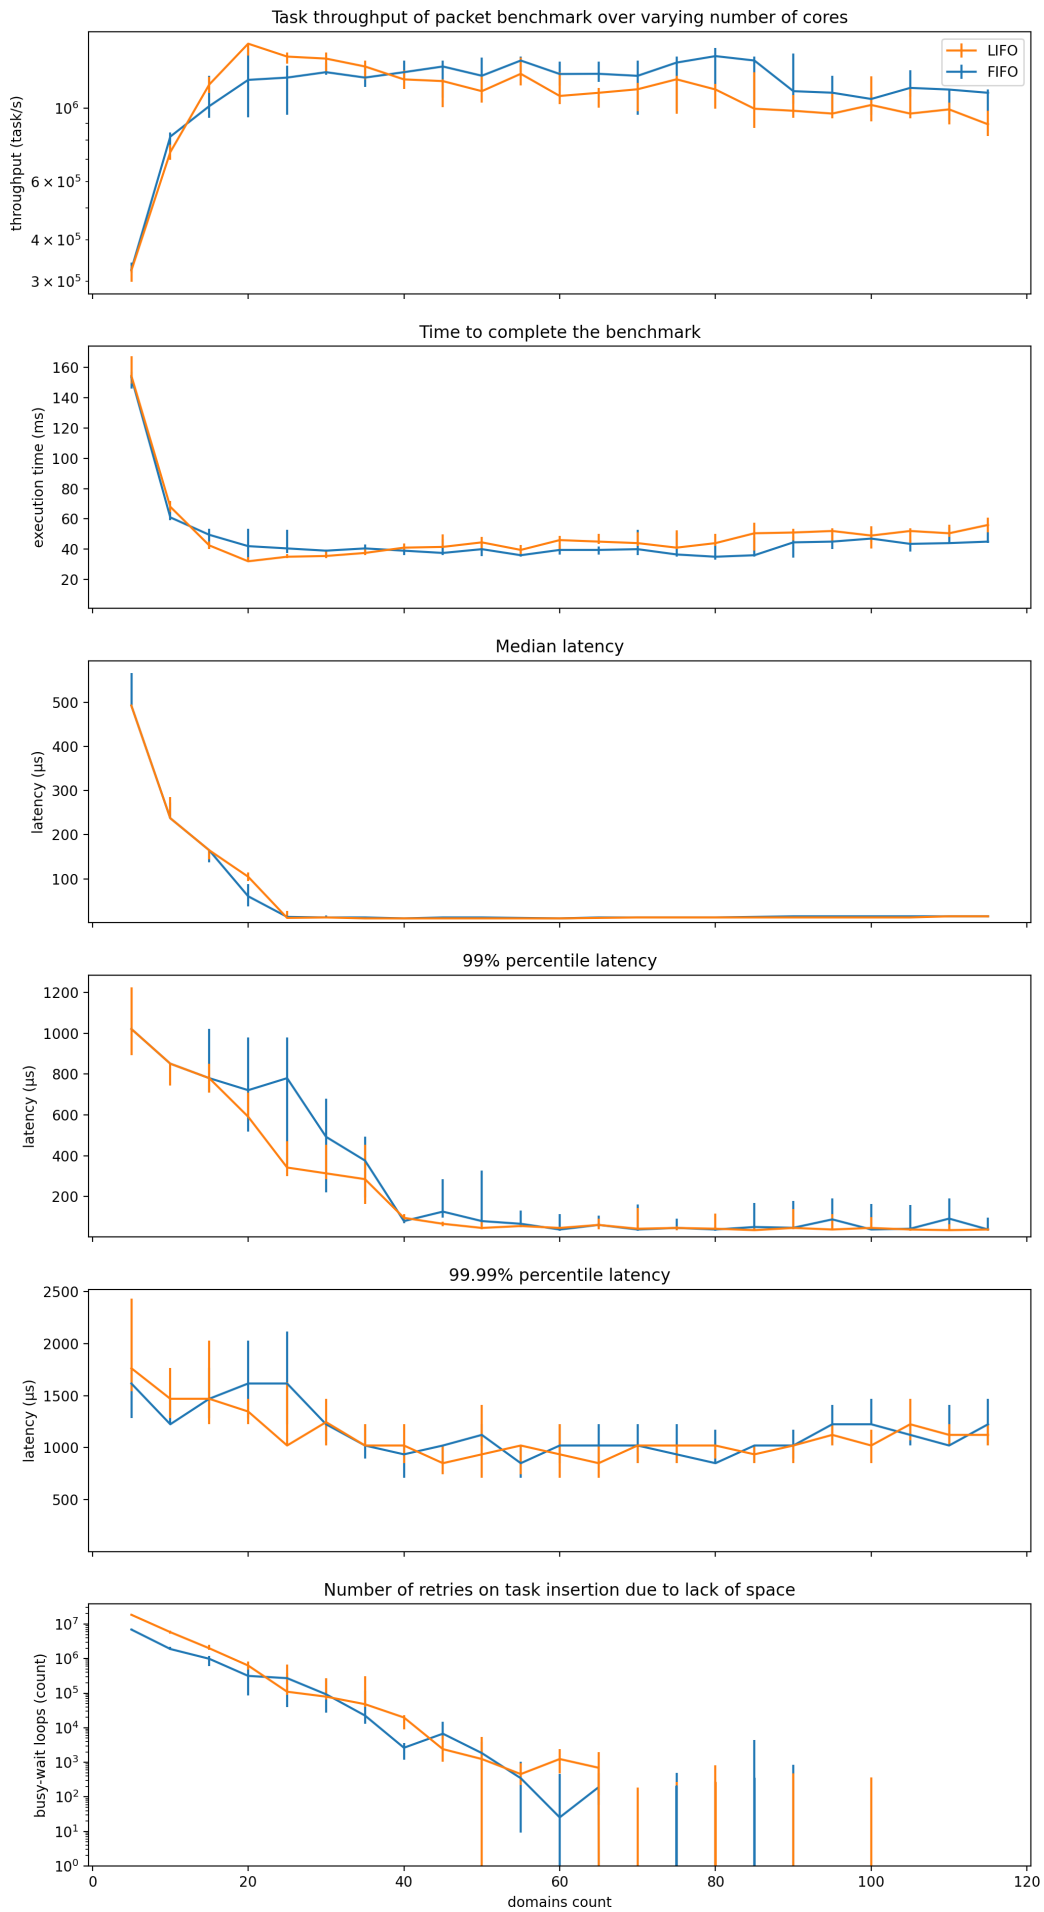 Task throughput of packet benchmark over varying number of cores
throughput (task/s)
10⁶
6 × 10⁵
4 × 10⁵
3 × 10⁵
LIFO
FIFO
Time to complete the benchmark
execution time (ms)
160
140
120
100
80
60
40
20
Median latency
latency (µs)
500
400
300
200
100
99% percentile latency
latency (µs)
1200
1000
800
600
400
200
99.99% percentile latency
latency (µs)
2500
2000
1500
1000
500
Number of retries on task insertion due to lack of space
busy-wait loops (count)
10⁷
10⁶
10⁵
10⁴
10³
10²
10¹
10⁰
0 20 40 60 80 100 120
domains count